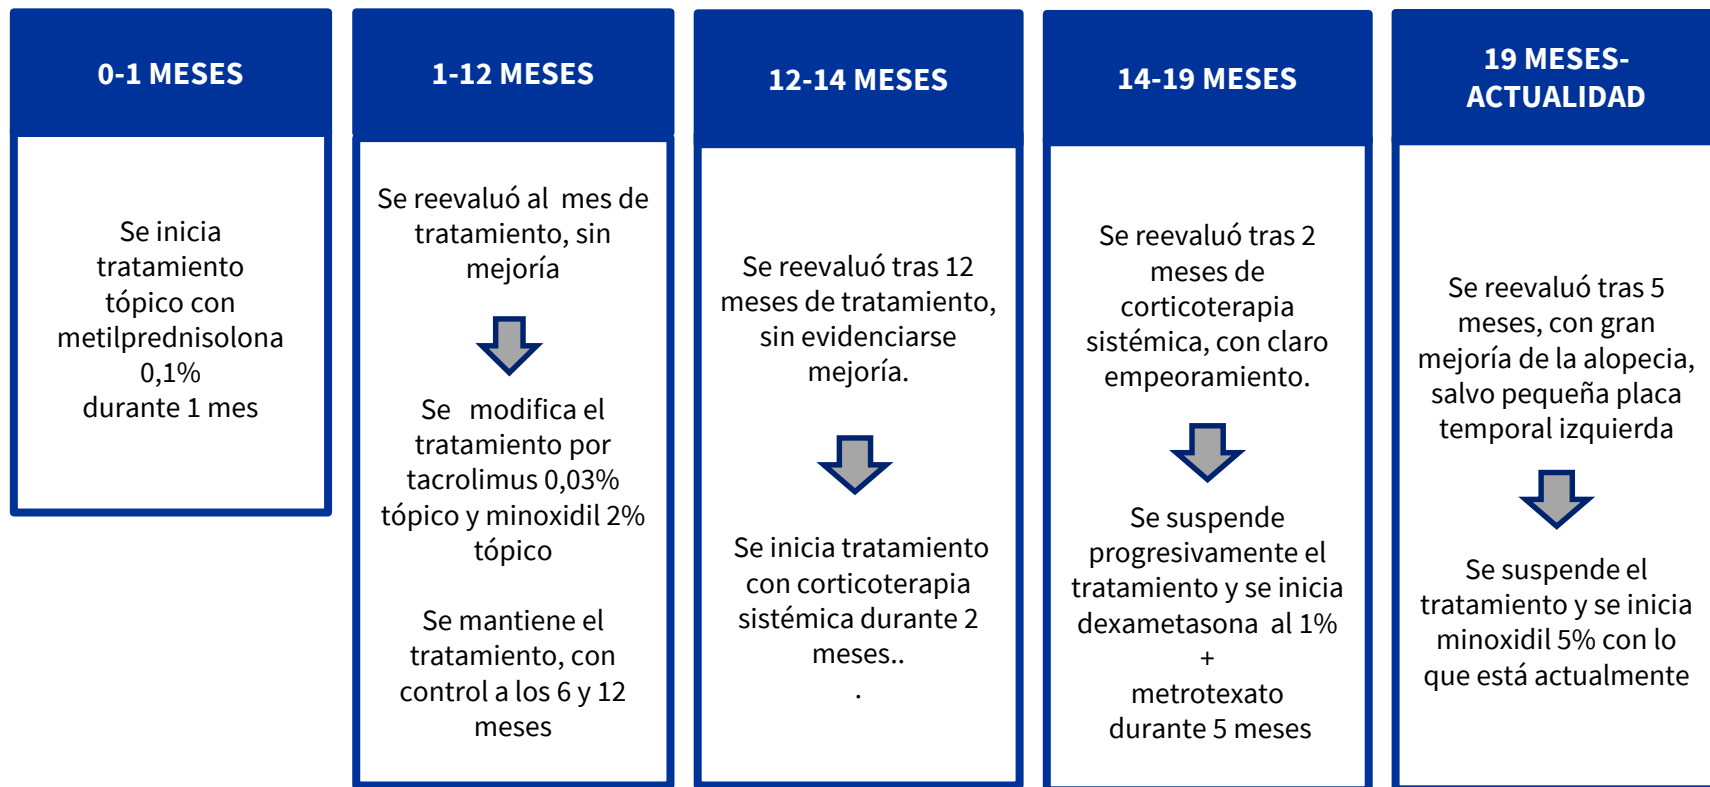 0-1 MESES
Se inicia
tratamiento
tópico con
metilprednisolona
0,1%
durante 1 mes
1-12 MESES
Se reevaluó al  mes de
tratamiento, sin
mejoría
Se   modifica el
tratamiento por
tacrolimus 0,03%
tópico y minoxidil 2%
tópico
Se mantiene el
tratamiento, con
control a los 6 y 12
meses
12-14 MESES
Se reevaluó tras 12
meses de tratamiento,
sin evidenciarse
mejoría.
Se inicia tratamiento
con corticoterapia
sistémica durante 2
meses..
.
14-19 MESES
Se reevaluó tras 2
meses de
corticoterapia
sistémica, con claro
empeoramiento.
Se suspende
progresivamente el
tratamiento y se inicia
dexametasona  al 1%
+
metrotexato
durante 5 meses
19 MESES-
ACTUALIDAD
Se reevaluó tras 5
meses, con gran
mejoría de la alopecia,
salvo pequeña placa
temporal izquierda
Se suspende el
tratamiento y se inicia
minoxidil 5% con lo
que está actualmente